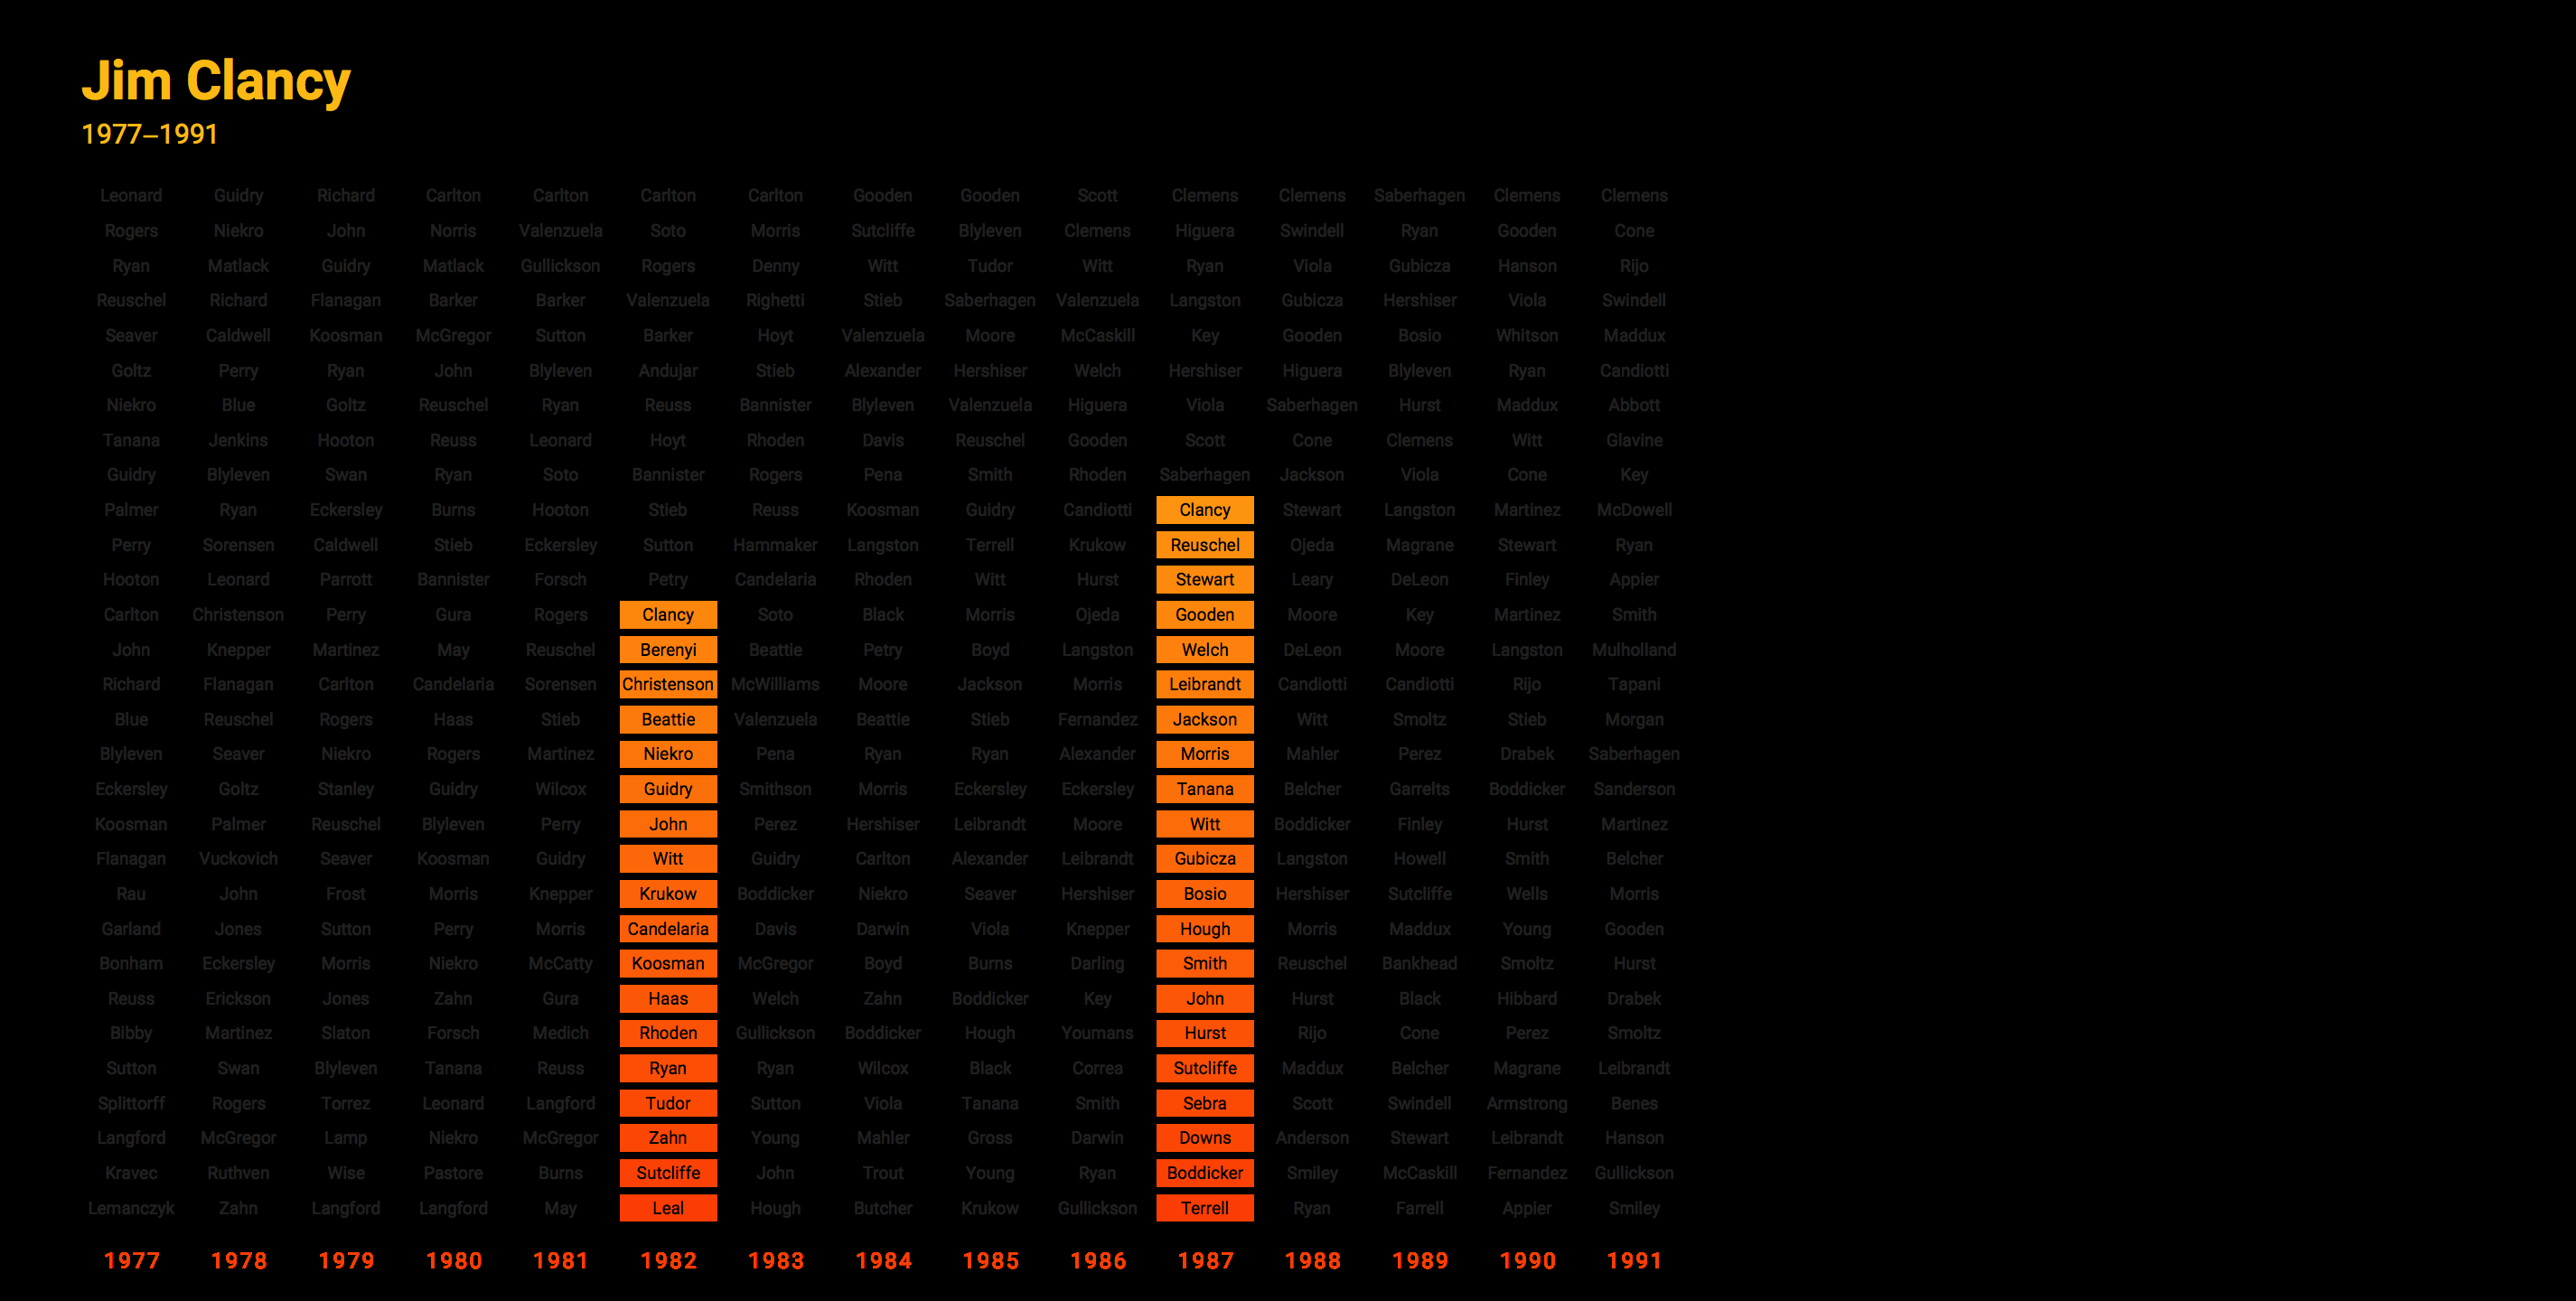 Jim Clancy
1977–1991
Leonard Guidry Richard Carlton Carlton Carlton Carlton Gooden Gooden Scott Clemens Clemens Saberhagen Clemens Clemens
Rogers Niekro John Norris Valenzuela Soto Morris Sutcliffe Blyleven Clemens Higuera Swindell Ryan Gooden Cone
Ryan Matlack Guidry Matlack Gullickson Rogers Denny Witt Tudor Witt Ryan Viola Gubicza Hanson Rijo
Reuschel Richard Flanagan Barker Barker Valenzuela Righetti Stieb Saberhagen Valenzuela Langston Gubicza Hershiser Viola Swindell
Seaver Caldwell Koosman McGregor Sutton Barker Hoyt Valenzuela Moore McCaskill Key Gooden Bosio Whitson Maddux
Goltz Perry Ryan John Blyleven Andujar Stieb Alexander Hershiser Welch Hershiser Higuera Blyleven Ryan Candiotti
Niekro Blue Goltz Reuschel Ryan Reuss Bannister Blyleven Valenzuela Higuera Viola Saberhagen Hurst Maddux Abbott
Tanana Jenkins Hooton Reuss Leonard Hoyt Rhoden Davis Reuschel Gooden Scott Cone Clemens Witt Glavine
Guidry Blyleven Swan Ryan Soto Bannister Rogers Pena Smith Rhoden Saberhagen Jackson Viola Cone Key
Palmer Ryan Eckersley Burns Hooton Stieb Reuss Koosman Guidry Candiotti Clancy Stewart Langston Martinez McDowell
Perry Sorensen Caldwell Stieb Eckersley Sutton Hammaker Langston Terrell Krukow Reuschel Ojeda Magrane Stewart Ryan
Hooton Leonard Parrott Bannister Forsch Petry Candelaria Rhoden Witt Hurst Stewart Leary DeLeon Finley Appier
Carlton Christenson Perry Gura Rogers Clancy Soto Black Morris Ojeda Gooden Moore Key Martinez Smith
John Knepper Martinez May Reuschel Berenyi Beattie Petry Boyd Langston Welch DeLeon Moore Langston Mulholland
Richard Flanagan Carlton Candelaria Sorensen Christenson McWilliams Moore Jackson Morris Leibrandt Candiotti Candiotti Rijo Tapani
Blue Reuschel Rogers Haas Stieb Beattie Valenzuela Beattie Stieb Fernandez Jackson Witt Smoltz Stieb Morgan
Blyleven Seaver Niekro Rogers Martinez Niekro Pena Ryan Ryan Alexander Morris Mahler Perez Drabek Saberhagen
Eckersley Goltz Stanley Guidry Wilcox Guidry Smithson Morris Eckersley Eckersley Tanana Belcher Garrelts Boddicker Sanderson
Koosman Palmer Reuschel Blyleven Perry John Perez Hershiser Leibrandt Moore Witt Boddicker Finley Hurst Martinez
Flanagan Vuckovich Seaver Koosman Guidry Witt Guidry Carlton Alexander Leibrandt Gubicza Langston Howell Smith Belcher
Rau John Frost Morris Knepper Krukow Boddicker Niekro Seaver Hershiser Bosio Hershiser Sutcliffe Wells Morris
Garland Jones Sutton Perry Morris Candelaria Davis Darwin Viola Knepper Hough Morris Maddux Young Gooden
Bonham Eckersley Morris Niekro McCatty Koosman McGregor Boyd Burns Darling Smith Reuschel Bankhead Smoltz Hurst
Reuss Erickson Jones Zahn Gura Haas Welch Zahn Boddicker Key John Hurst Black Hibbard Drabek
Bibby Martinez Slaton Forsch Medich Rhoden Gullickson Boddicker Hough Youmans Hurst Rijo Cone Perez Smoltz
Sutton Swan Blyleven Tanana Reuss Ryan Ryan Wilcox Black Correa Sutcliffe Maddux Belcher Magrane Leibrandt
Splittorff Rogers Torrez Leonard Langford Tudor Sutton Viola Tanana Smith Sebra Scott Swindell Armstrong Benes
Langford McGregor Lamp Niekro McGregor Zahn Young Mahler Gross Darwin Downs Anderson Stewart Leibrandt Hanson
Kravec Ruthven Wise Pastore Burns Sutcliffe John Trout Young Ryan Boddicker Smiley McCaskill Fernandez Gullickson
Lemanczyk Zahn Langford Langford May Leal Hough Butcher Krukow Gullickson Terrell Ryan Farrell Appier Smiley
1977 1978 1979 1980 1981 1982 1983 1984 1985 1986 1987 1988 1989 1990 1991